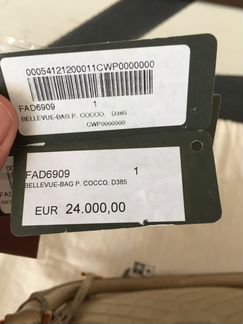 00054121200011CWP0000000
FAD6909 1
BELLEVUE-BAG P. COCCO, D385
CWP0000000
FAD6909 1
BELLEVUE-BAG P. COCCO, D385
EUR 24.000,00